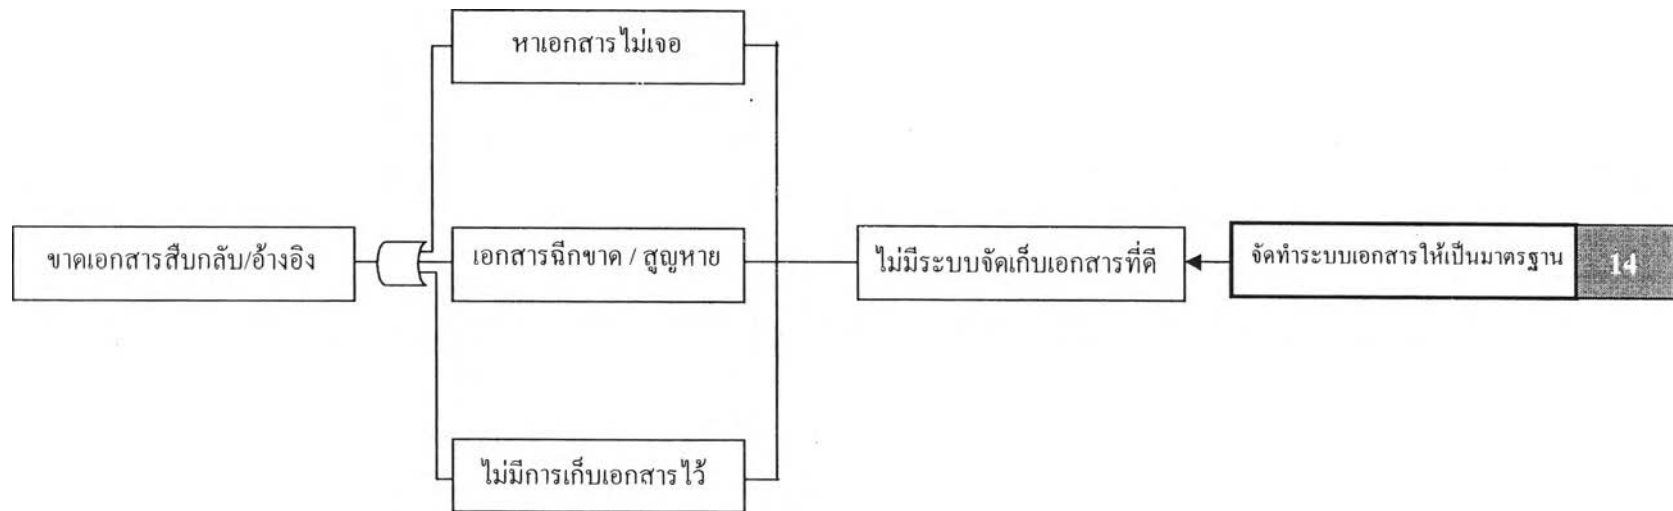 หาเอกสารไม่เจอ
ขาดเอกสารสืบกลับ/อ้างอิง
เอกสารฉีกขาด / สูญหาย
ไม่มีระบบจัดเก็บเอกสารที่ดี
จัดทำระบบเอกสารให้เป็นมาตรฐาน
14
ไม่มีการเก็บเอกสารไว้